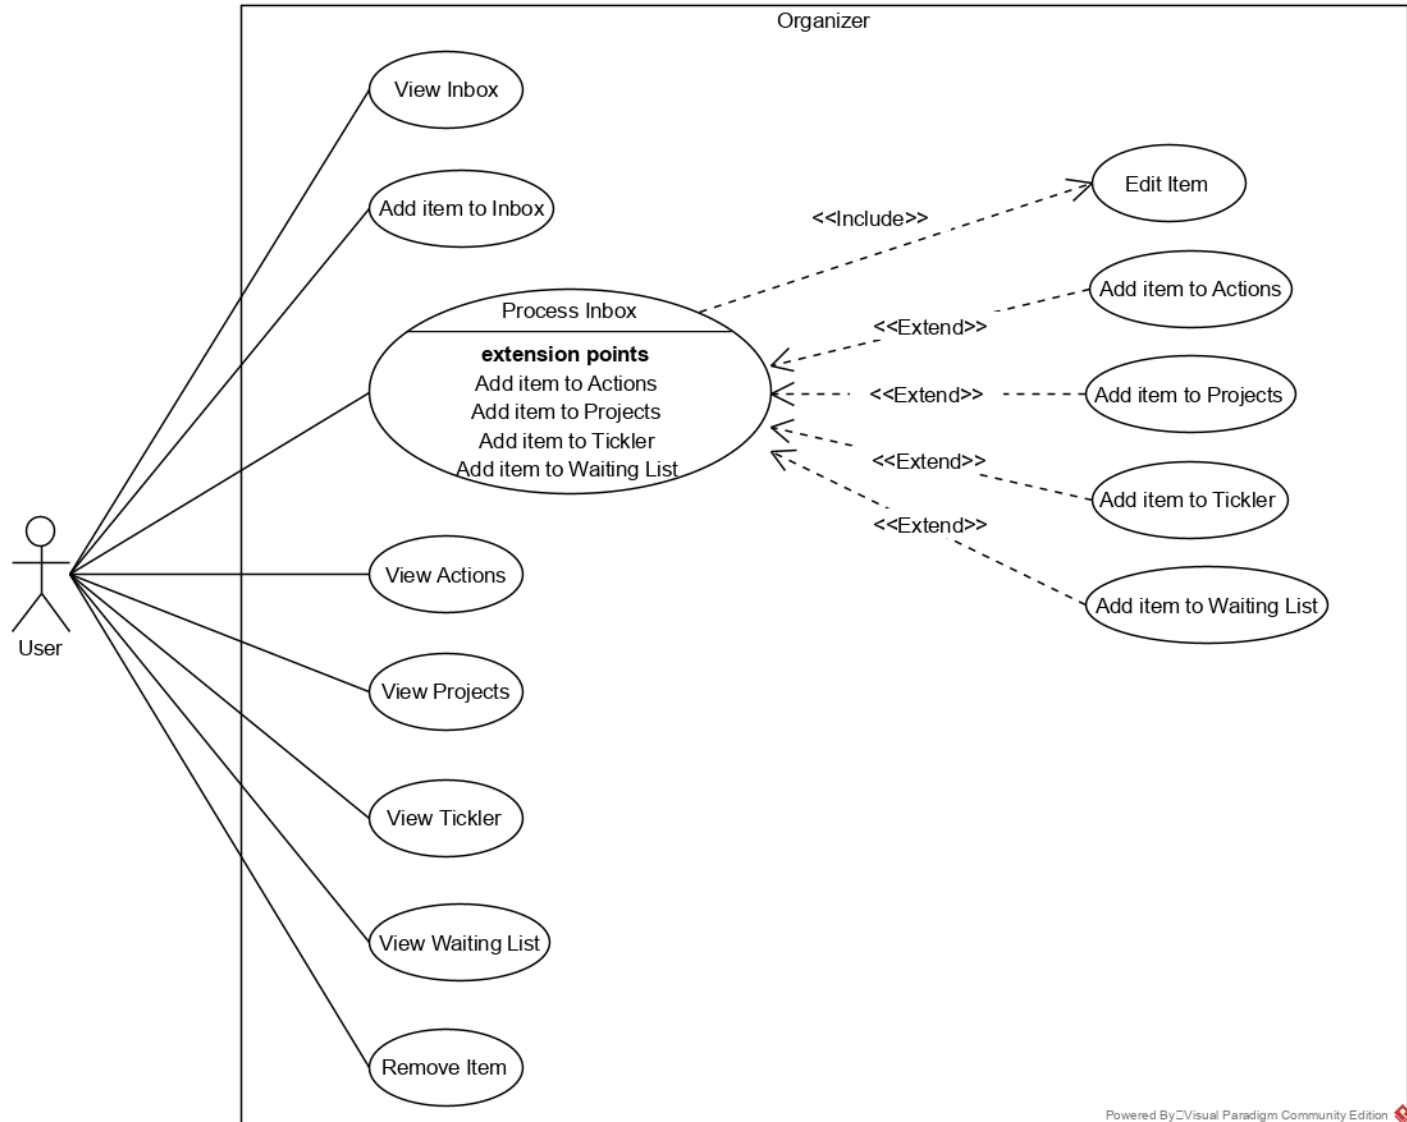 Organizer
View Inbox
Add item to Inbox
Process Inbox
extension points
Add item to Actions
Add item to Projects
Add item to Tickler
Add item to Waiting List
<<Include>>
Edit Item
<<Extend>>
Add item to Actions
<<Extend>>
Add item to Projects
<<Extend>>
Add item to Tickler
<<Extend>>
Add item to Waiting List
User
View Actions
View Projects
View Tickler
View Waiting List
Remove Item
Powered By Visual Paradigm Community Edition